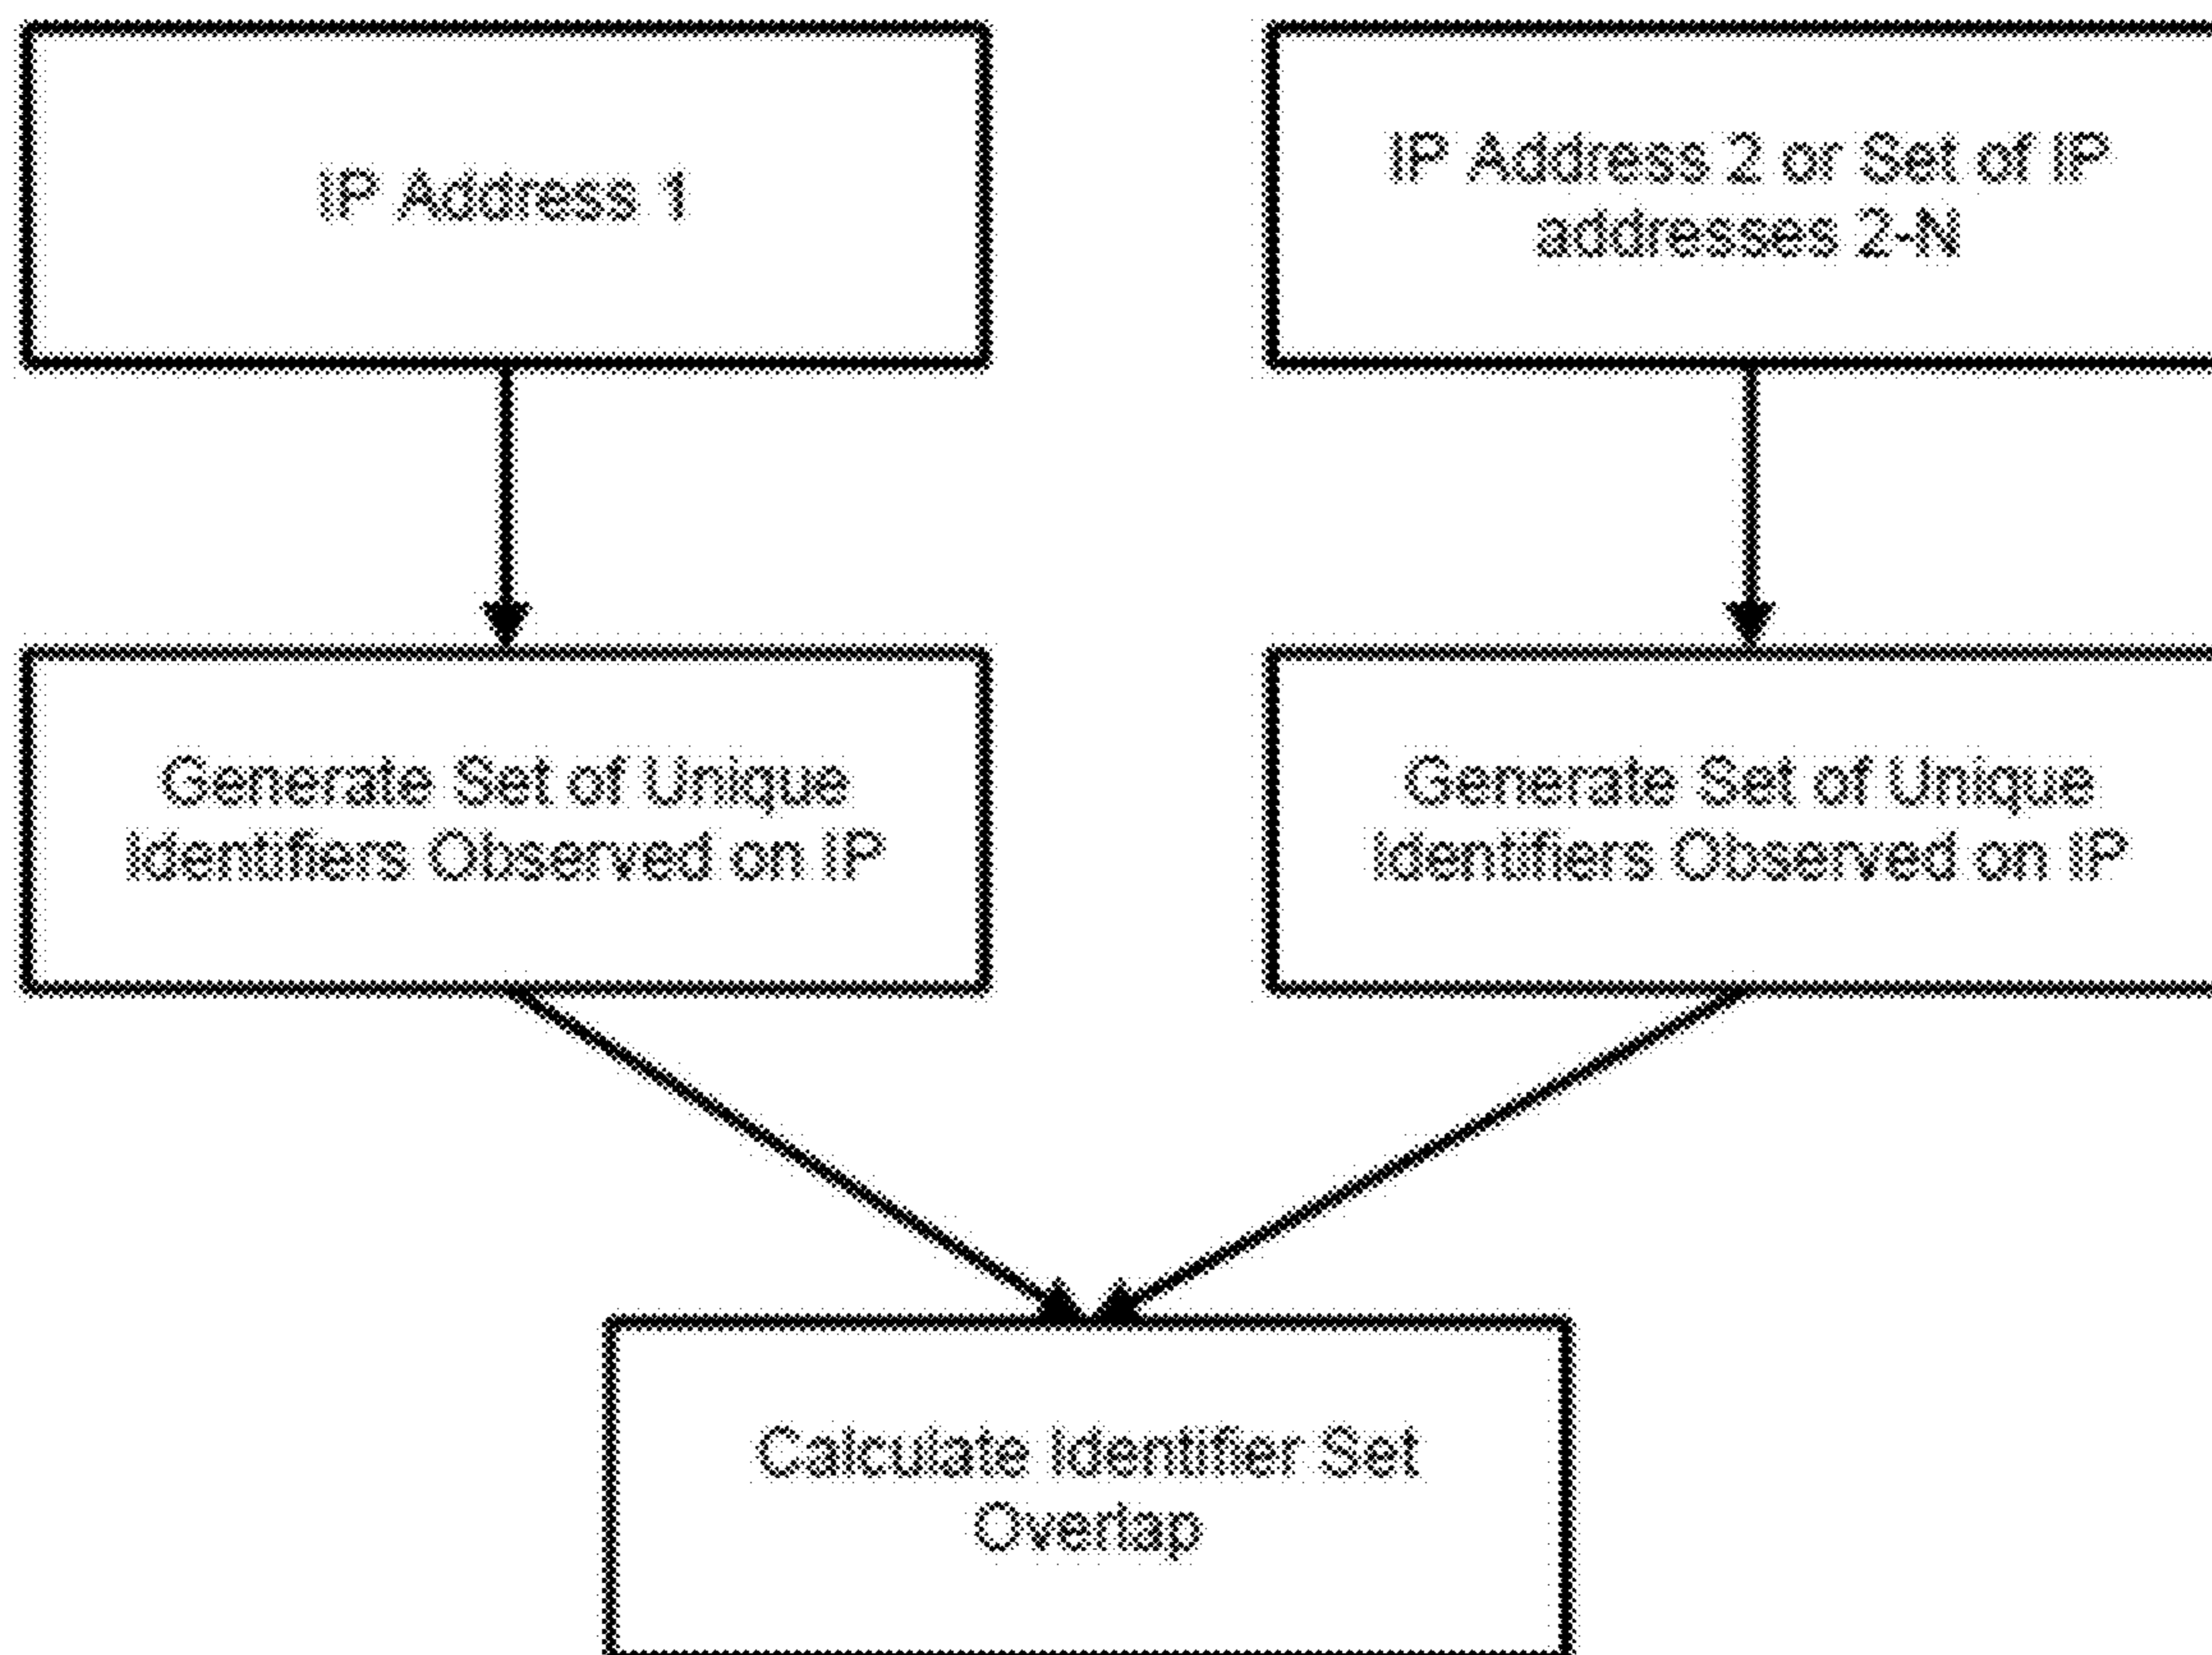 IP Address 1
IP Address 2 or Set of IP
addresses 2-N
Generate Set of Unique
Identifiers Observed on IP
Generate Set of Unique
Identifiers Observed on IP
Calculate Identifier Set
Overlap